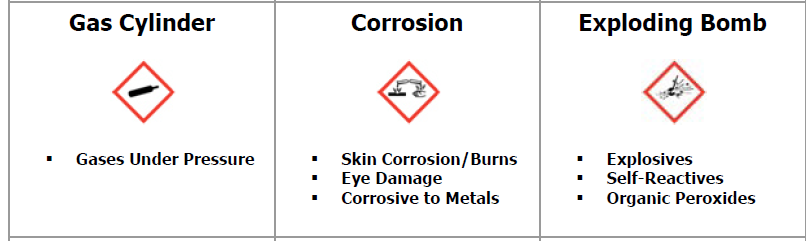 Gas Cylinder
▪ Gases Under Pressure
Corrosion
▪ Skin Corrosion/Burns
▪ Eye Damage
▪ Corrosive to Metals
Exploding Bomb
▪ Explosives
▪ Self-Reactives
▪ Organic Peroxides